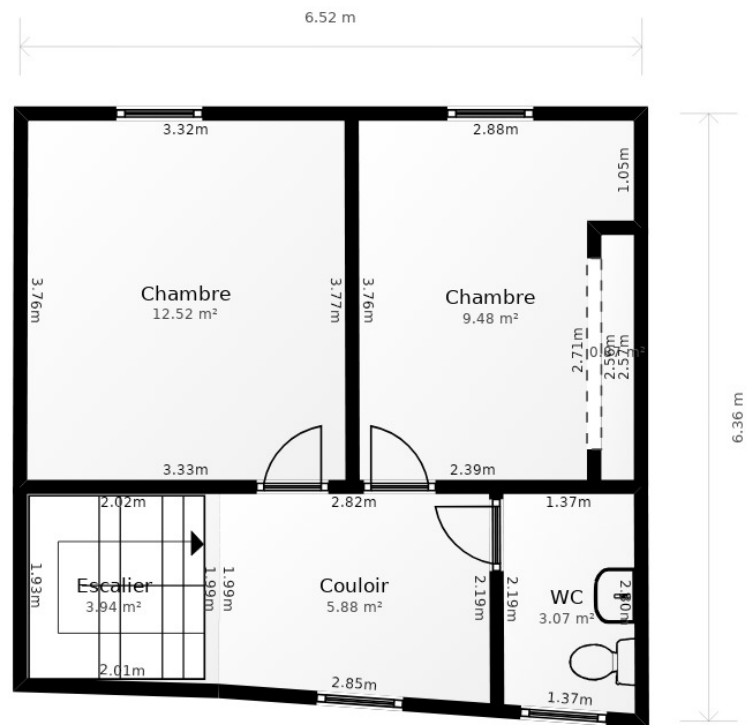 6.52 m
3.32m
2.88m
1.05m
3.76m
Chambre
12.52 m²
3.77m
3.76m
Chambre
9.48 m²
2.71m
2.57m
6.36 m
3.33m
2.39m
2.02m
2.82m
1.37m
1.93m
Escalier
3.94 m²
1.99m
1.99m
Couloir
5.88 m²
2.19m
2.19m
WC
3.07 m²
2.01m
2.85m
1.37m